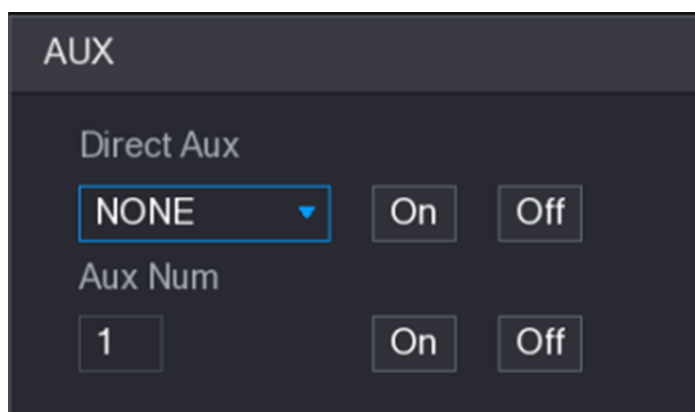 AUX
Direct Aux
NONE On Off
Aux Num
1 On Off